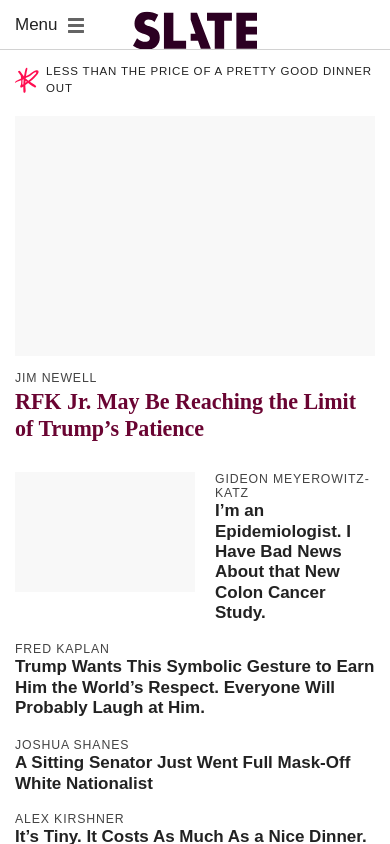 Menu
SLATE
LESS THAN THE PRICE OF A PRETTY GOOD DINNER
OUT
JIM NEWELL
RFK Jr. May Be Reaching the Limit
of Trump’s Patience
GIDEON MEYEROWITZ-
KATZ
I’m an
Epidemiologist. I
Have Bad News
About that New
Colon Cancer
Study.
FRED KAPLAN
Trump Wants This Symbolic Gesture to Earn
Him the World’s Respect. Everyone Will
Probably Laugh at Him.
JOSHUA SHANES
A Sitting Senator Just Went Full Mask-Off
White Nationalist
ALEX KIRSHNER
It’s Tiny. It Costs As Much As a Nice Dinner.